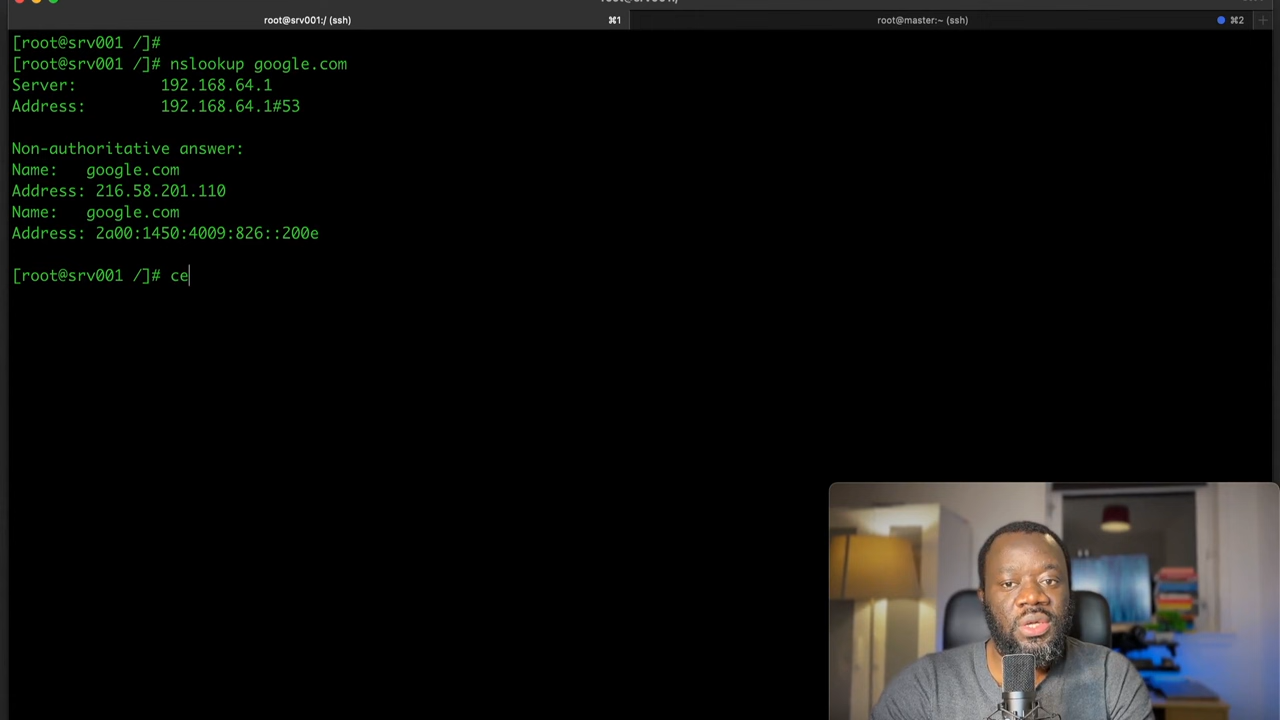 root@srv001:/ (ssh)
⌘1
root@master:~ (ssh)
⌘2
[root@srv001 /]#
[root@srv001 /]# nslookup google.com
Server: 192.168.64.1
Address: 192.168.64.1#53
Non-authoritative answer:
Name: google.com
Address: 216.58.201.110
Name: google.com
Address: 2a00:1450:4009:826::200e
[root@srv001 /]# ce